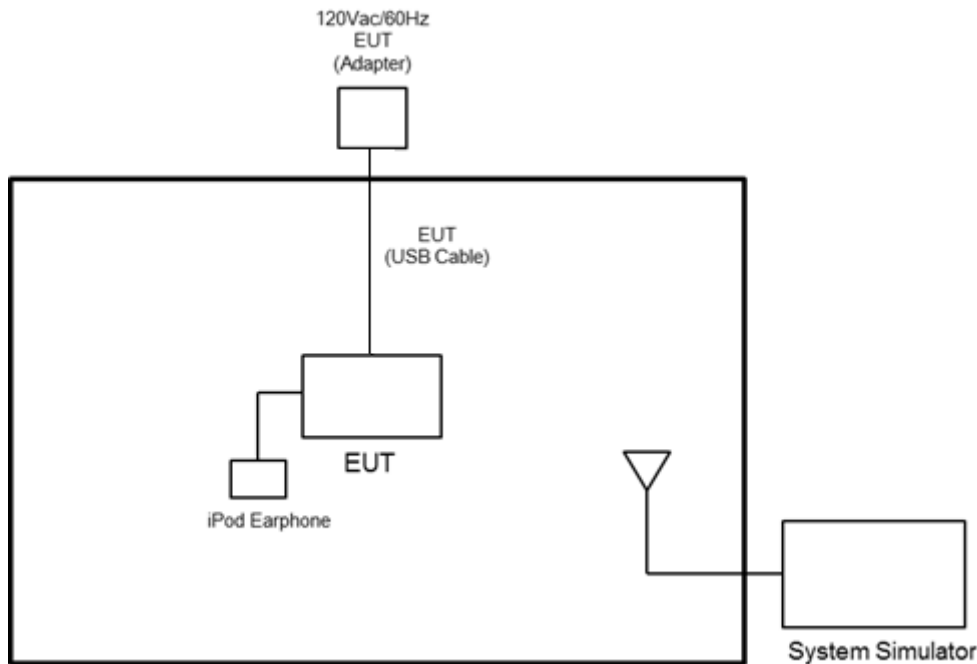 120Vac/60Hz
EUT
(Adapter)
EUT
(USB Cable)
EUT
iPod Earphone
System Simulator